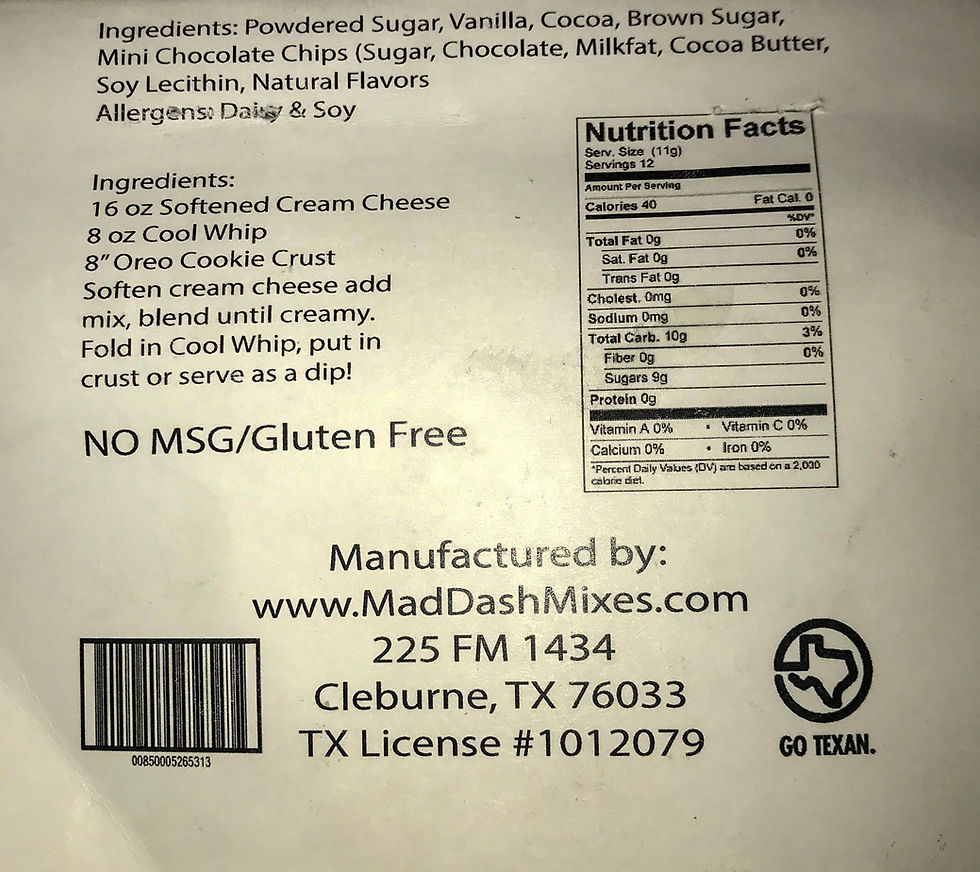 Ingredients: Powdered Sugar, Vanilla, Cocoa, Brown Sugar,
Mini Chocolate Chips (Sugar, Chocolate, Milkfat, Cocoa Butter,
Soy Lecithin, Natural Flavors
Allergens: Dairy & Soy
Ingredients:
16 oz Softened Cream Cheese
8 oz Cool Whip
8" Oreo Cookie Crust
Soften cream cheese add
mix, blend until creamy.
Fold in Cool Whip, put in
crust or serve as a dip!
NO MSG/Gluten Free
Nutrition Facts
Serv. Size (11g)
Servings 12
Amount Per Serving
Calories 40 Fat Cal. 0
%DV*
Total Fat 0g 0%
Sat. Fat 0g 0%
Trans Fat 0g
Cholest. 0mg 0%
Sodium 0mg 0%
Total Carb. 10g 3%
Fiber 0g 0%
Sugars 9g
Protein 0g
Vitamin A 0% • Vitamin C 0%
Calcium 0% • Iron 0%
*Percent Daily Values (DV) are based on a 2,000
calorie diet.
Manufactured by:
www.MadDashMixes.com
225 FM 1434
Cleburne, TX 76033
TX License #1012079
00850005265313
GO TEXAN.